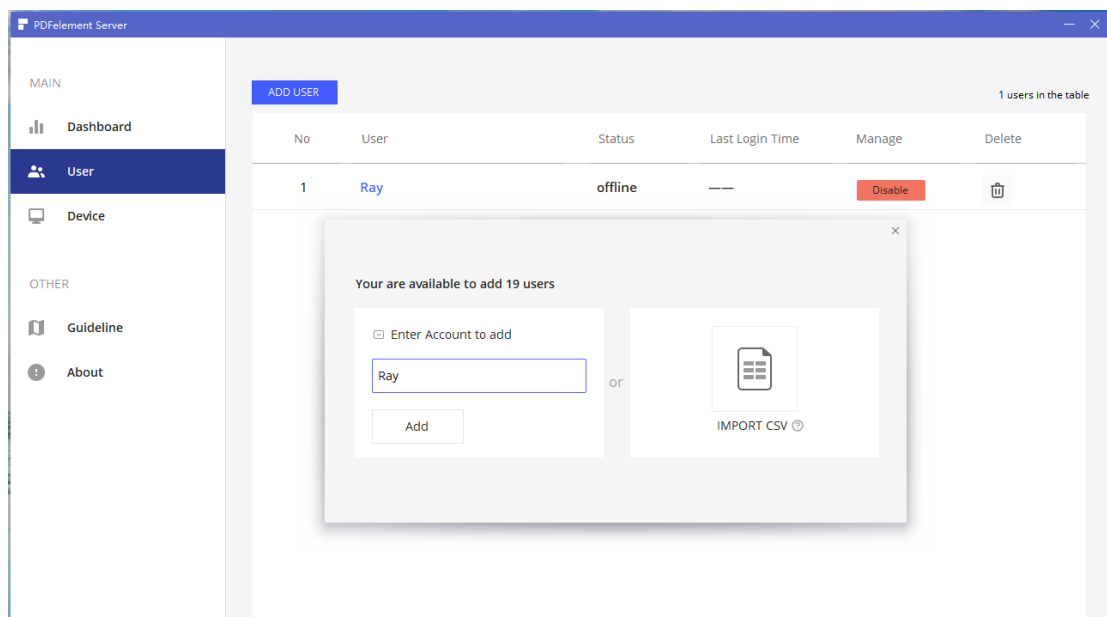 PDFelement Server
MAIN
Dashboard
User
Device
OTHER
Guideline
About
ADD USER
1 users in the table
No User Status Last Login Time Manage Delete
1 Ray offline —— Disable
Your are available to add 19 users
Enter Account to add
Ray
Add
or
IMPORT CSV